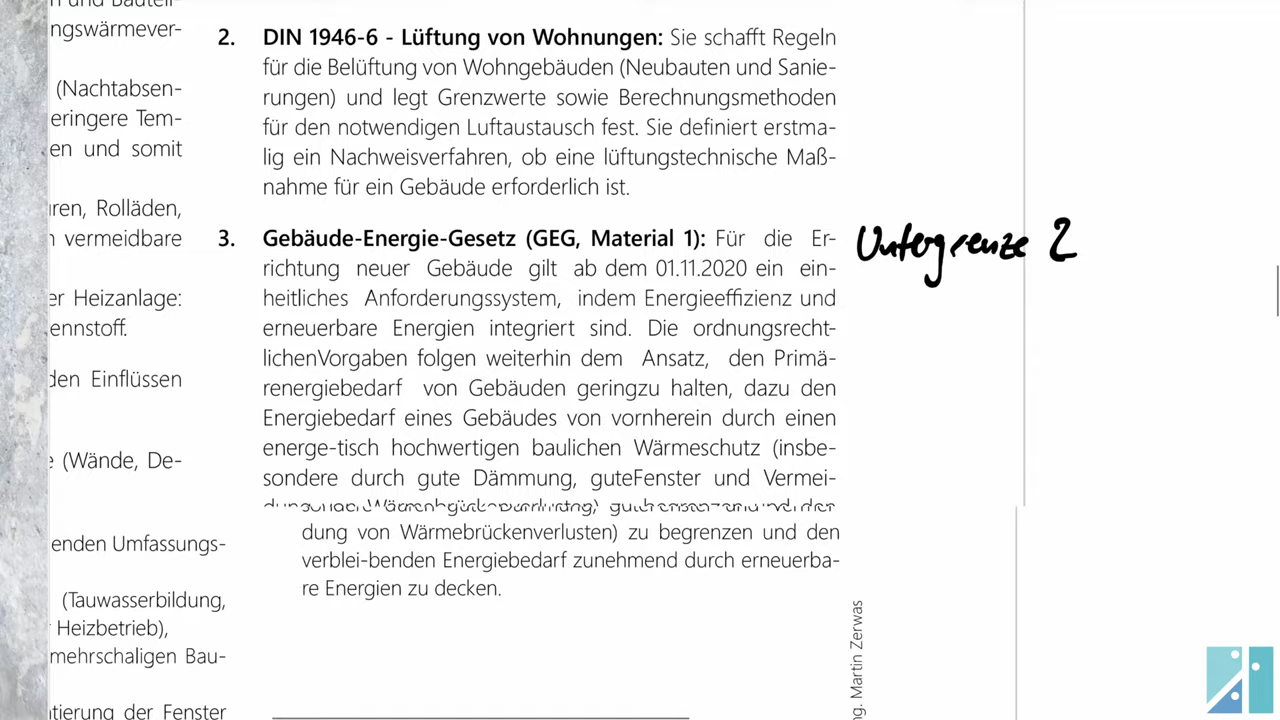 n und Bauteil-
ngswärmever-
(Nachtabsen-
eringere Tem-
en und somit
uren, Rolläden,
n vermeidbare
er Heizanlage:
ennstoff.
den Einflüssen
e (Wände, De-
enden Umfassungs-
(Tauwasserbildung,
r Heizbetrieb),
mehrschaligen Bau-
ntierung der Fenster
2. DIN 1946-6 - Lüftung von Wohnungen: Sie schafft Regeln
für die Belüftung von Wohngebäuden (Neubauten und Sanie-
rungen) und legt Grenzwerte sowie Berechnungsmethoden
für den notwendigen Luftaustausch fest. Sie definiert erstma-
lig ein Nachweisverfahren, ob eine lüftungstechnische Maß-
nahme für ein Gebäude erforderlich ist.
3. Gebäude-Energie-Gesetz (GEG, Material 1): Für die Er-
richtung neuer Gebäude gilt ab dem 01.11.2020 ein ein-
heitliches Anforderungssystem, indem Energieeffizienz und
erneuerbare Energien integriert sind. Die ordnungsrecht-
lichenVorgaben folgen weiterhin dem Ansatz, den Primä-
renergiebedarf von Gebäuden geringzu halten, dazu den
Energiebedarf eines Gebäudes von vornherein durch einen
energe-tisch hochwertigen baulichen Wärmeschutz (insbe-
sondere durch gute Dämmung, guteFenster und Vermei-
dung von Wärmebrückenverlusten) zu begrenzen und den
verblei-benden Energiebedarf zunehmend durch erneuerba-
re Energien zu decken.
Untergrenze 2
ng. Martin Zerwas